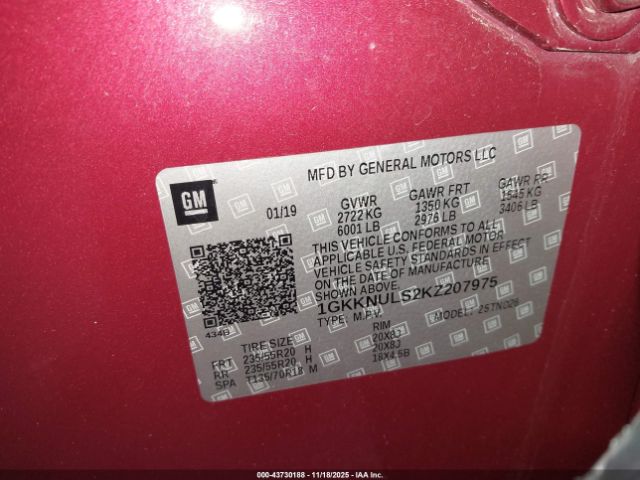 MFD BY GENERAL MOTORS LLC
GM
01/19
GVWR GAWR FRT GAWR RR
2722 KG 1350 KG 1545 KG
6001 LB 2976 LB 3406 LB
THIS VEHICLE CONFORMS TO ALL
APPLICABLE U.S. FEDERAL MOTOR
VEHICLE SAFETY STANDARDS IN EFFECT
ON THE DATE OF MANUFACTURE
SHOWN ABOVE.
1GKKNULS2KZ207975
TYPE: M.P.V. MODEL: 2STN026
434B
TIRE SIZE RIM
FRT 235/55R20 H 20X8J
RR 235/55R20 H 20X8J
SPA T135/70R18 M 18X4.5B
000-43730188 - 11/18/2025 - IAA Inc.